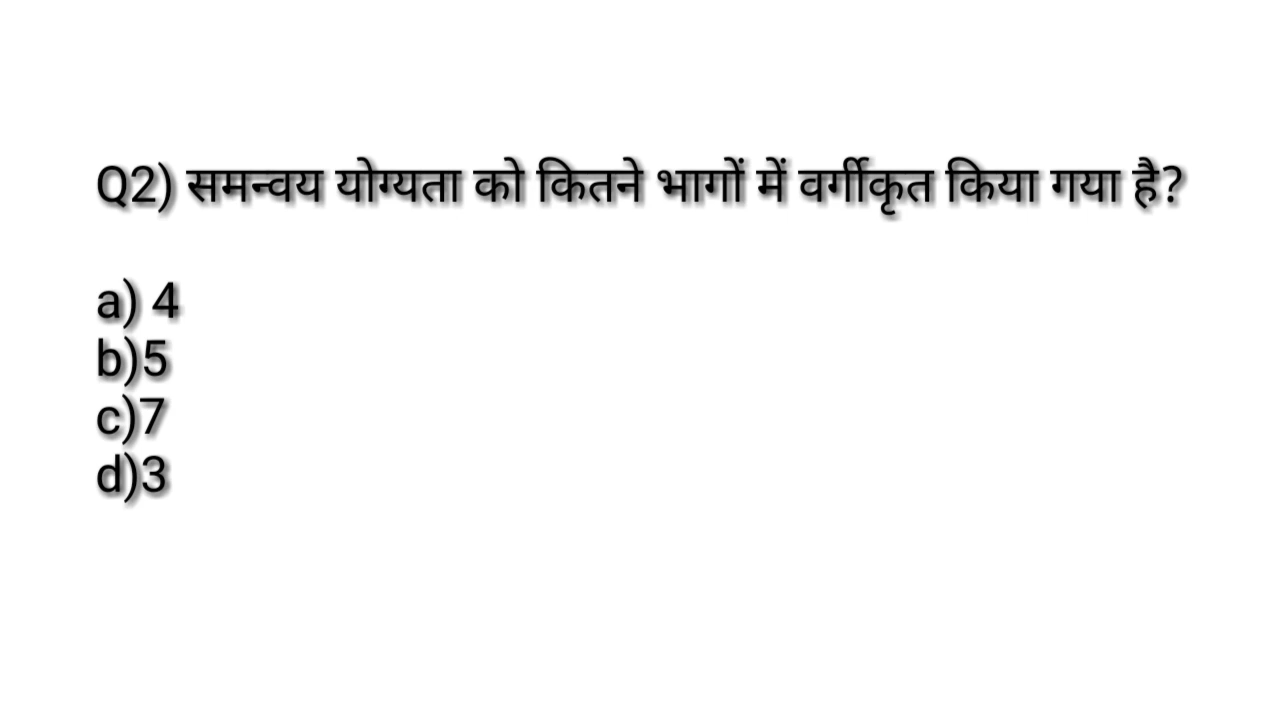 Q2) समन्वय योग्यता को कितने भागों में वर्गीकृत किया गया है?
a) 4
b)5
c)7
d)3